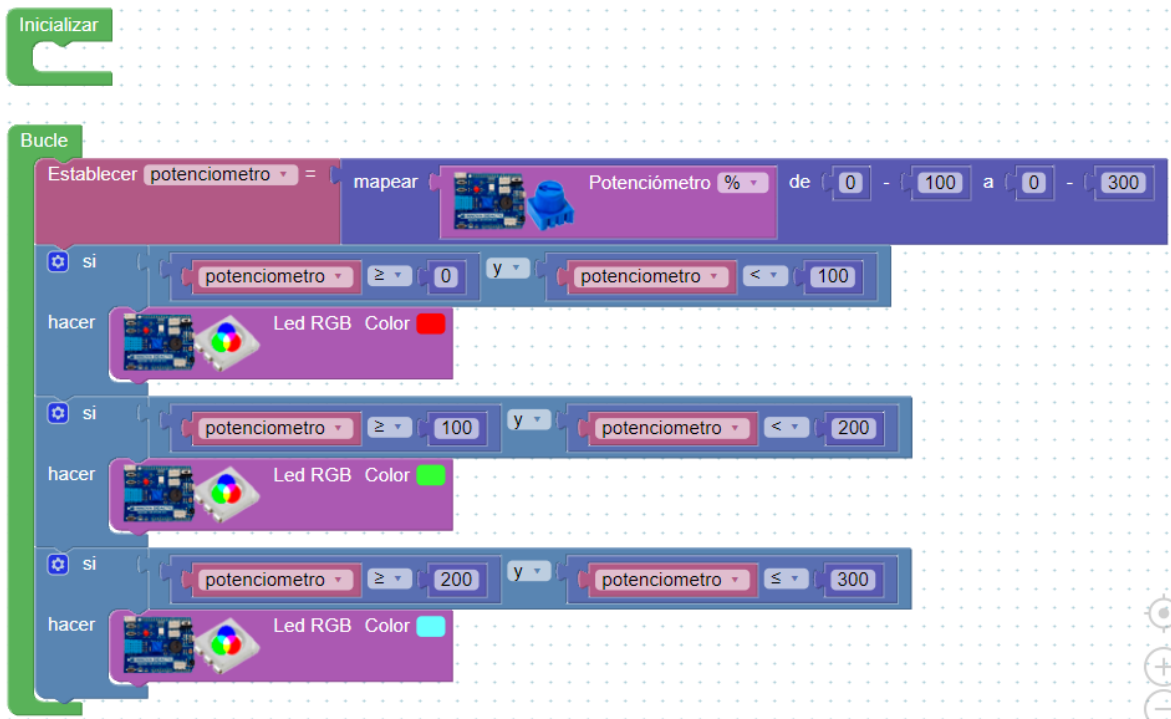 Inicializar
Bucle
Establecer potenciometro = mapear Potenciómetro % de 0 - 100 a 0 - 300
si potenciometro ≥ 0 y potenciometro < 100
hacer Led RGB Color
si potenciometro ≥ 100 y potenciometro < 200
hacer Led RGB Color
si potenciometro ≥ 200 y potenciometro ≤ 300
hacer Led RGB Color